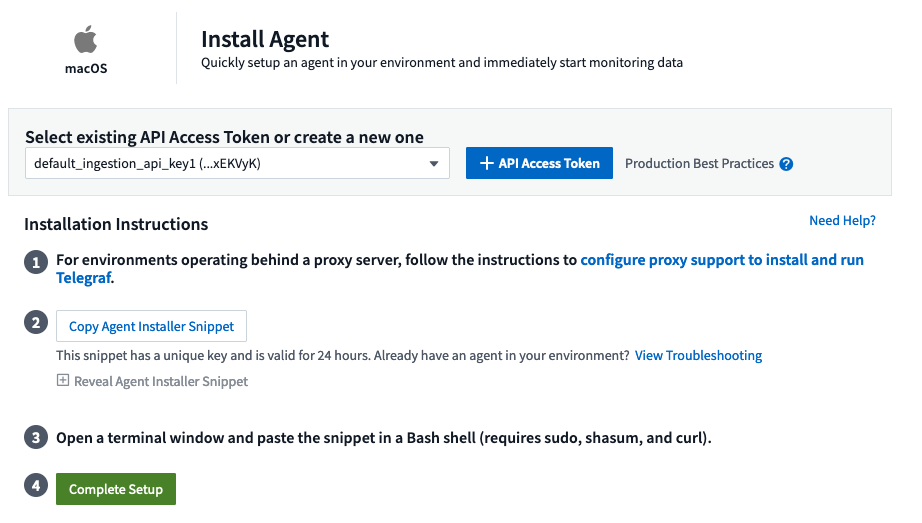 macOS
Install Agent
Quickly setup an agent in your environment and immediately start monitoring data
Select existing API Access Token or create a new one
default_ingestion_api_key1 (...xEKVyK)
+ API Access Token
Production Best Practices ?
Installation Instructions
Need Help?
1 For environments operating behind a proxy server, follow the instructions to configure proxy support to install and run
Telegraf.
2 Copy Agent Installer Snippet
This snippet has a unique key and is valid for 24 hours. Already have an agent in your environment? View Troubleshooting
Reveal Agent Installer Snippet
3 Open a terminal window and paste the snippet in a Bash shell (requires sudo, shasum, and curl).
4 Complete Setup